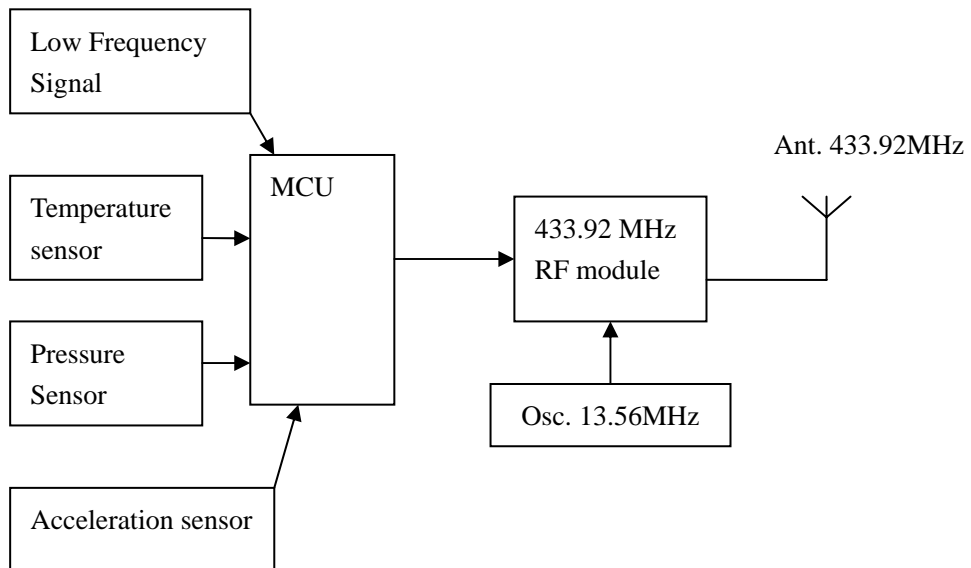 Low Frequency
Signal
Ant. 433.92MHz
MCU
Temperature
sensor
433.92 MHz
RF module
Pressure
Sensor
Osc. 13.56MHz
Acceleration sensor